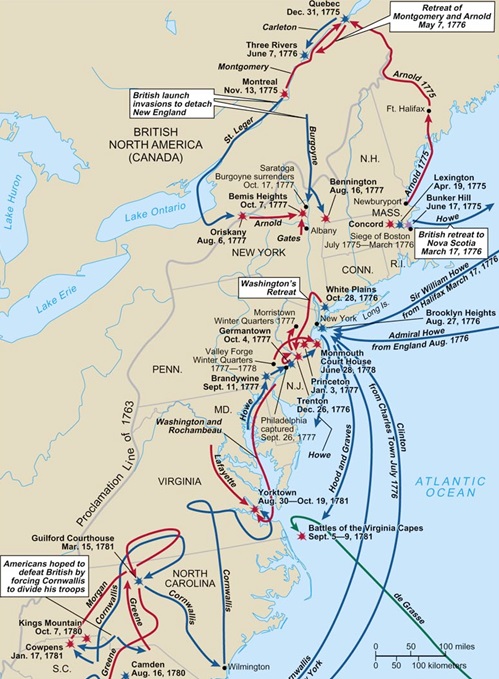 Quebec
Dec. 31, 1775
Retreat of
Montgomery and Arnold
May 7, 1776
Carleton
Three Rivers
June 7, 1776
Montgomery
Montreal
Nov. 13, 1775
Arnold 1775
British launch
invasions to detach
New England
Ft. Halifax
St. Leger
BRITISH
NORTH AMERICA
(CANADA)
Burgoyne
N.H.
Arnold 1775
Saratoga
Burgoyne surrenders
Oct. 17, 1777
Lake Huron
Bennington
Aug. 16, 1777
Lexington
Apr. 19, 1775
Bemis Heights
Oct. 7, 1777
Newburyport
Bunker Hill
June 17, 1775
Lake Ontario
MASS.
Arnold
Concord
Howe
Oriskany
Aug. 6, 1777
Gates
Albany
Siege of Boston
July 1775—March 1776
British retreat to
Nova Scotia
March 17, 1776
NEW YORK
CONN.
R.I.
Washington's
Retreat
White Plains
Oct. 28, 1776
Sir William Howe
from Halifax March 17, 1776
Lake Erie
Long Is.
Morristown
Winter Quarters 1777
New York
Brooklyn Heights
Aug. 27, 1776
Germantown
Oct. 4, 1777
Admiral Howe
from England Aug. 1776
Valley Forge
Winter Quarters
1777—1778
Monmouth
Court House
June 28, 1778
PENN.
Brandywine
Sept. 11, 1777
N.J.
Princeton
Jan. 3, 1777
Trenton
Dec. 26, 1776
MD.
Howe
Philadelphia
captured
Sept. 26, 1777
Proclamation Line of 1763
Washington and
Rochambeau
Howe
Hood and Graves
Clinton
from Charles Town July 1776
Lafayette
VIRGINIA
ATLANTIC
OCEAN
Yorktown
Aug. 30—Oct. 19, 1781
Battles of the Virginia Capes
Sept. 5—9, 1781
Guilford Courthouse
Mar. 15, 1781
Americans hoped to
defeat British by
forcing Cornwallis
to divide his troops
NORTH
CAROLINA
Morgan
Cornwallis
Greene
Cornwallis
Cornwallis
de Grasse
Kings Mountain
Oct. 7, 1780
Cowpens
Jan. 17, 1781
S.C.
Greene
Camden
Aug. 16, 1780
Wilmington
0 50 100 miles
0 50 100 kilometers